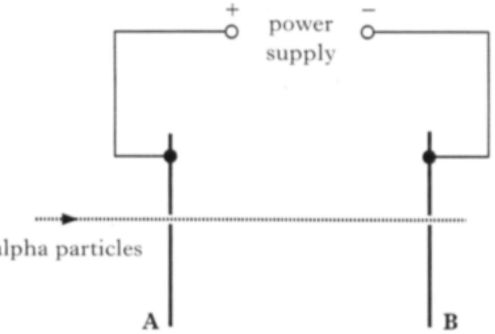 + −
power
supply
alpha particles
A B